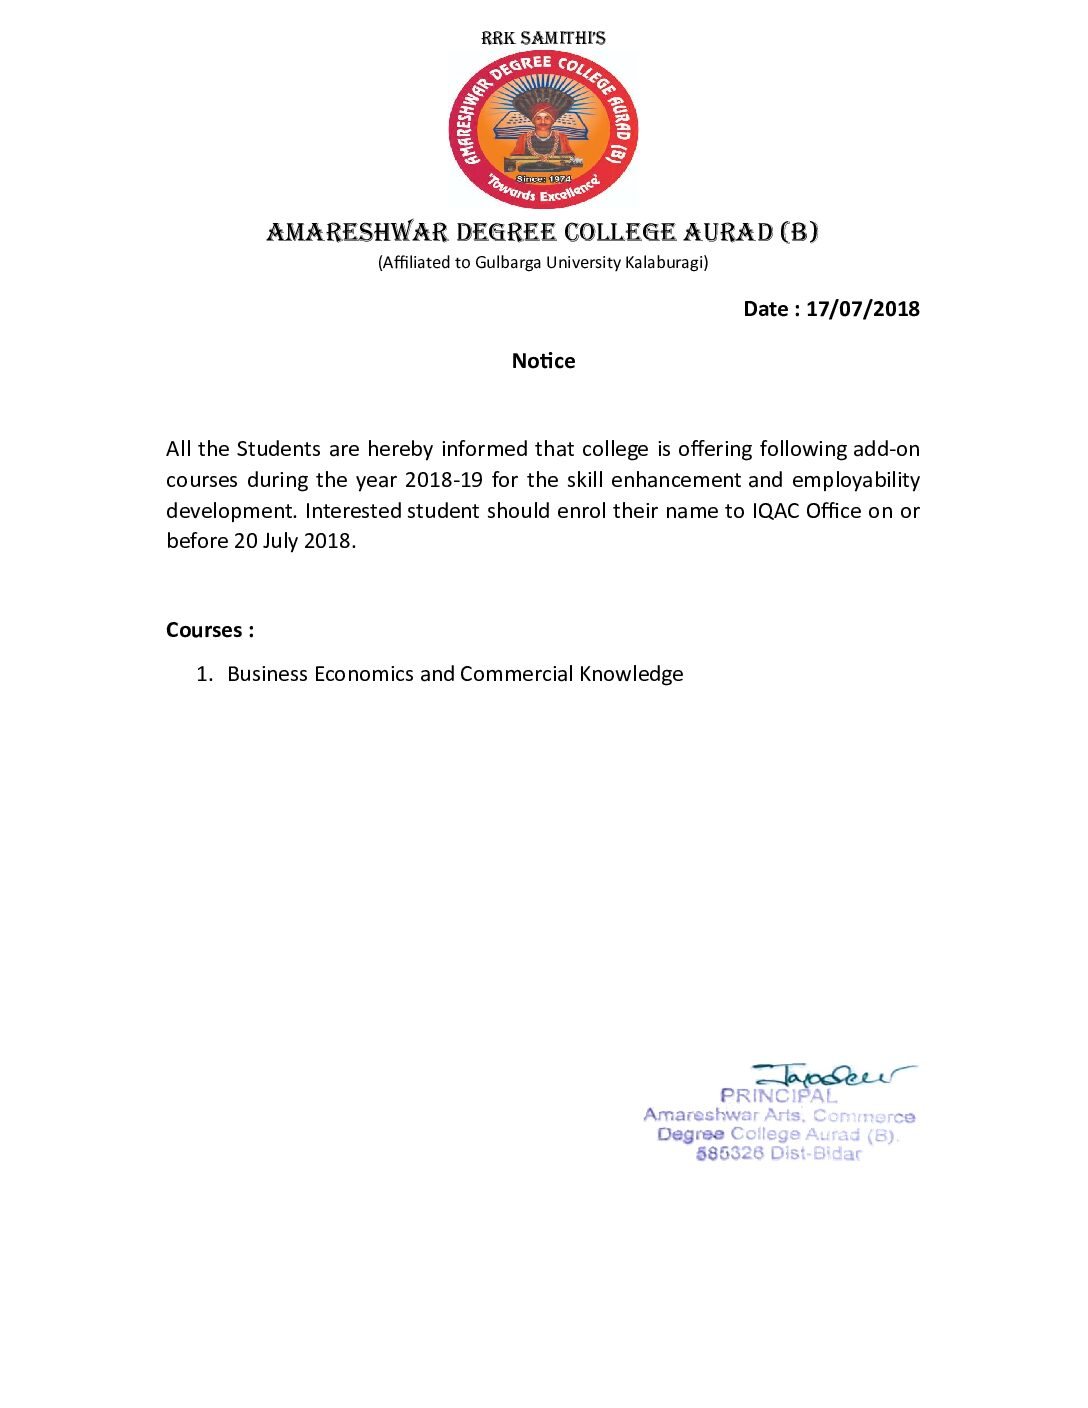 RRK SAMITHI'S
AMARESHWAR DEGREE COLLEGE AURAD (B)
Since: 1974
'Towards Excellence'
AMARESHWAR DEGREE COLLEGE AURAD (B)
(Affiliated to Gulbarga University Kalaburagi)
Date : 17/07/2018
Notice
All the Students are hereby informed that college is offering following add-on
courses during the year 2018-19 for the skill enhancement and employability
development. Interested student should enrol their name to IQAC Office on or
before 20 July 2018.
Courses :
1. Business Economics and Commercial Knowledge
PRINCIPAL
Amareshwar Arts, Commerce
Degree College Aurad (B).
585326 Dist-Bidar